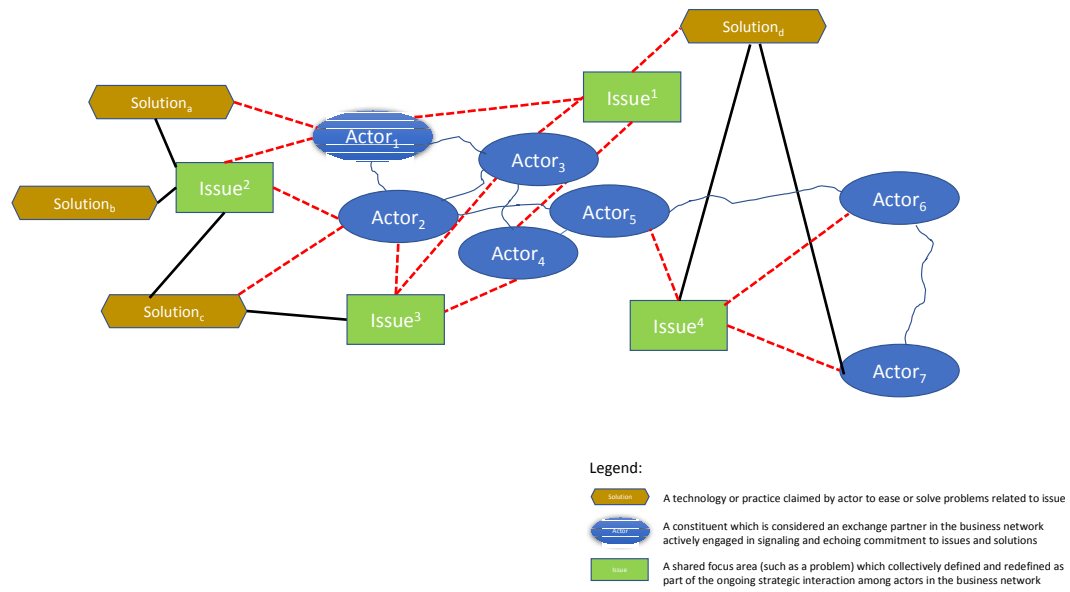 Solution_d
Solution_a
Issue^1
Actor_1
Actor_3
Issue^2
Solution_b
Actor_2
Actor_5
Actor_6
Actor_4
Solution_c
Issue^3
Issue^4
Actor_7
Legend:
Solution
A technology or practice claimed by actor to ease or solve problems related to issue
Actor
A constituent which is considered an exchange partner in the business network
actively engaged in signaling and echoing commitment to issues and solutions
Issue
A shared focus area (such as a problem) which collectively defined and redefined as
part of the ongoing strategic interaction among actors in the business network